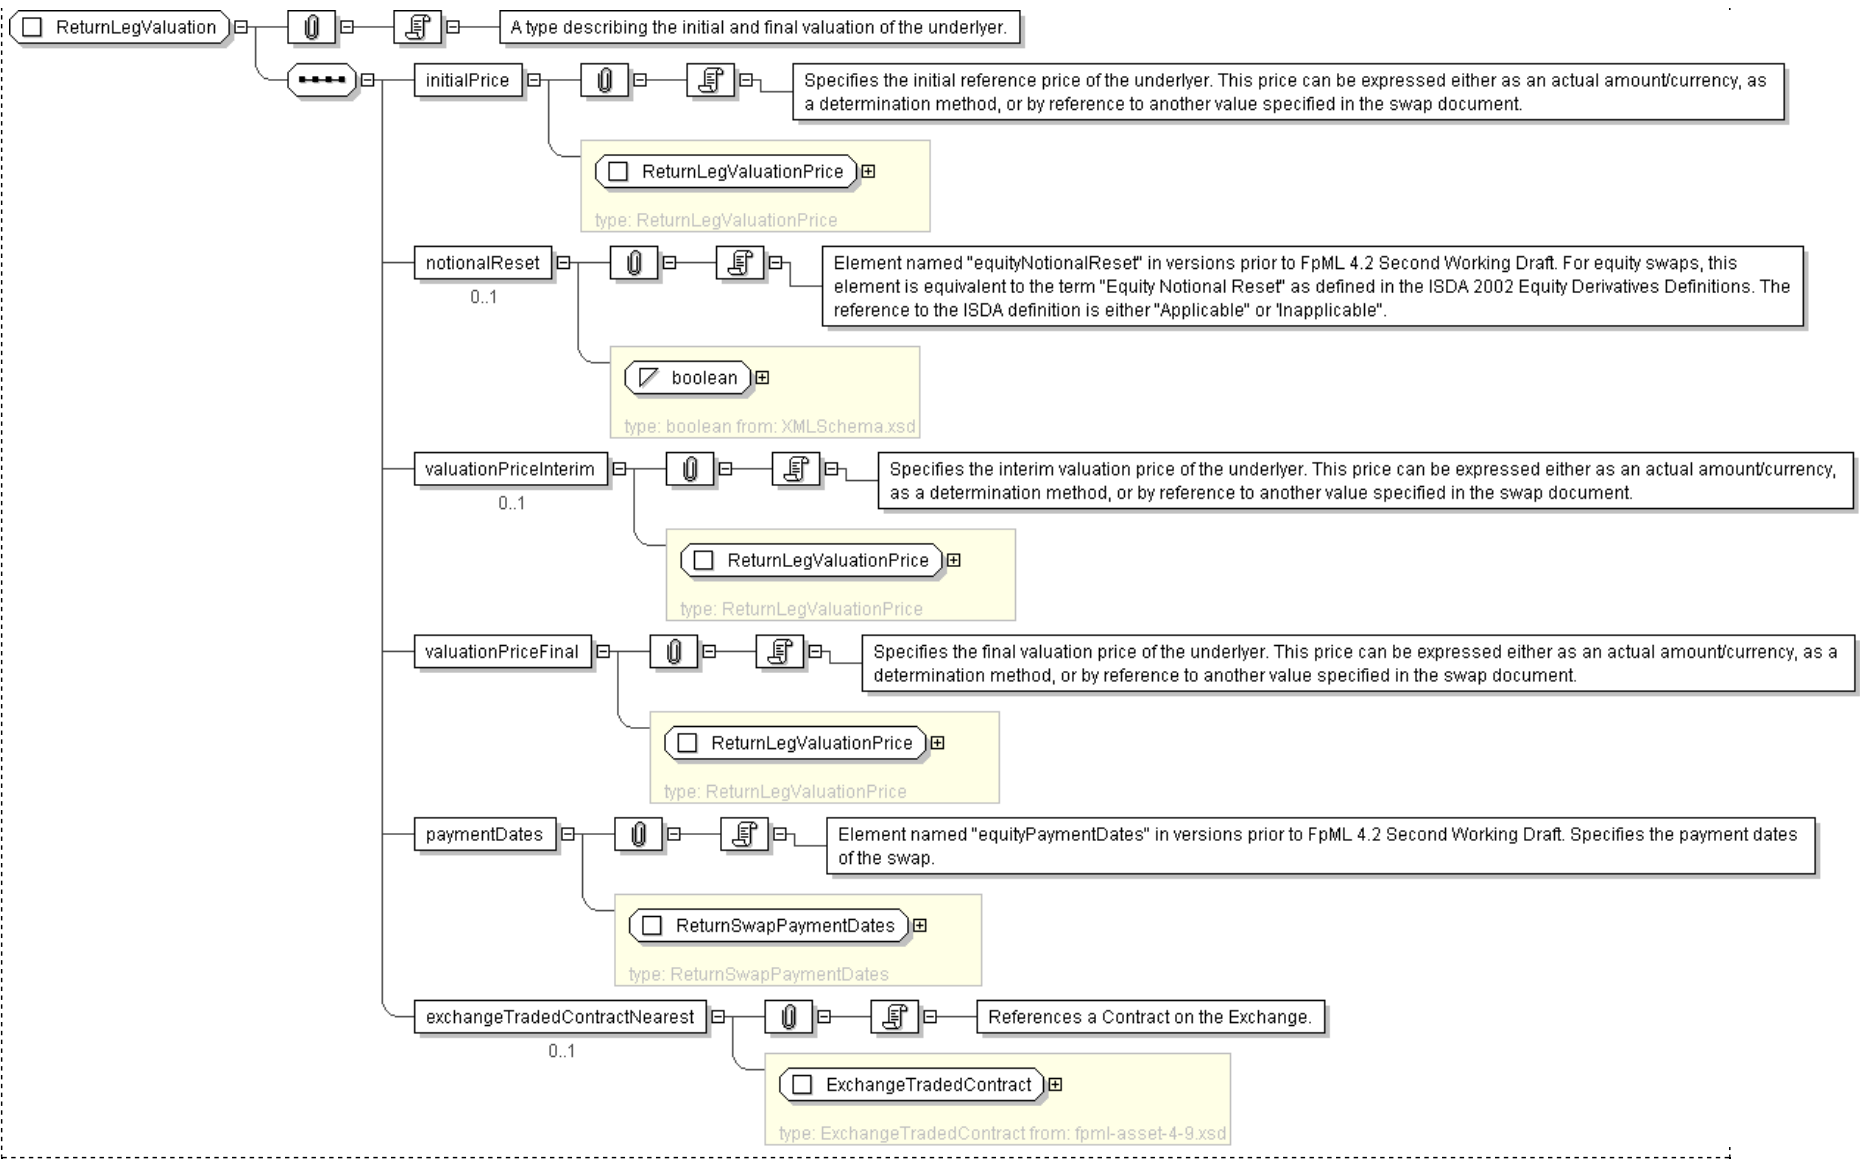 ReturnLegValuation
A type describing the initial and final valuation of the underlyer.
initialPrice
Specifies the initial reference price of the underlyer. This price can be expressed either as an actual amount/currency, as
a determination method, or by reference to another value specified in the swap document.
ReturnLegValuationPrice
type: ReturnLegValuationPrice
notionalReset
0..1
Element named "equityNotionalReset" in versions prior to FpML 4.2 Second Working Draft. For equity swaps, this
element is equivalent to the term "Equity Notional Reset" as defined in the ISDA 2002 Equity Derivatives Definitions. The
reference to the ISDA definition is either "Applicable" or 'Inapplicable".
boolean
type: boolean from: XMLSchema.xsd
valuationPriceInterim
0..1
Specifies the interim valuation price of the underlyer. This price can be expressed either as an actual amount/currency,
as a determination method, or by reference to another value specified in the swap document.
ReturnLegValuationPrice
type: ReturnLegValuationPrice
valuationPriceFinal
Specifies the final valuation price of the underlyer. This price can be expressed either as an actual amount/currency, as a
determination method, or by reference to another value specified in the swap document.
ReturnLegValuationPrice
type: ReturnLegValuationPrice
paymentDates
Element named "equityPaymentDates" in versions prior to FpML 4.2 Second Working Draft. Specifies the payment dates
of the swap.
ReturnSwapPaymentDates
type: ReturnSwapPaymentDates
exchangeTradedContractNearest
0..1
References a Contract on the Exchange.
ExchangeTradedContract
type: ExchangeTradedContract from: fpml-asset-4-9.xsd